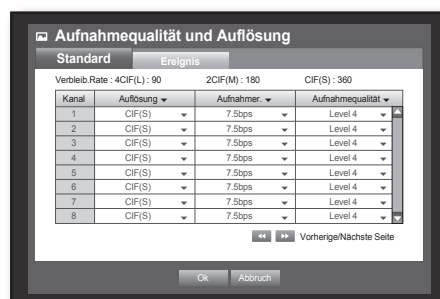 Aufnahmequalität und Auflösung
Standard Ereignis
Verbleib.Rate : 4CIF(L) : 90 2CIF(M) : 180 CIF(S) : 360
Kanal Auflösung Aufnahmer. Aufnahmequalität
1 CIF(S) 7.5bps Level 4
2 CIF(S) 7.5bps Level 4
3 CIF(S) 7.5bps Level 4
4 CIF(S) 7.5bps Level 4
5 CIF(S) 7.5bps Level 4
6 CIF(S) 7.5bps Level 4
7 CIF(S) 7.5bps Level 4
8 CIF(S) 7.5bps Level 4
Vorherige/Nächste Seite
Ok Abbruch